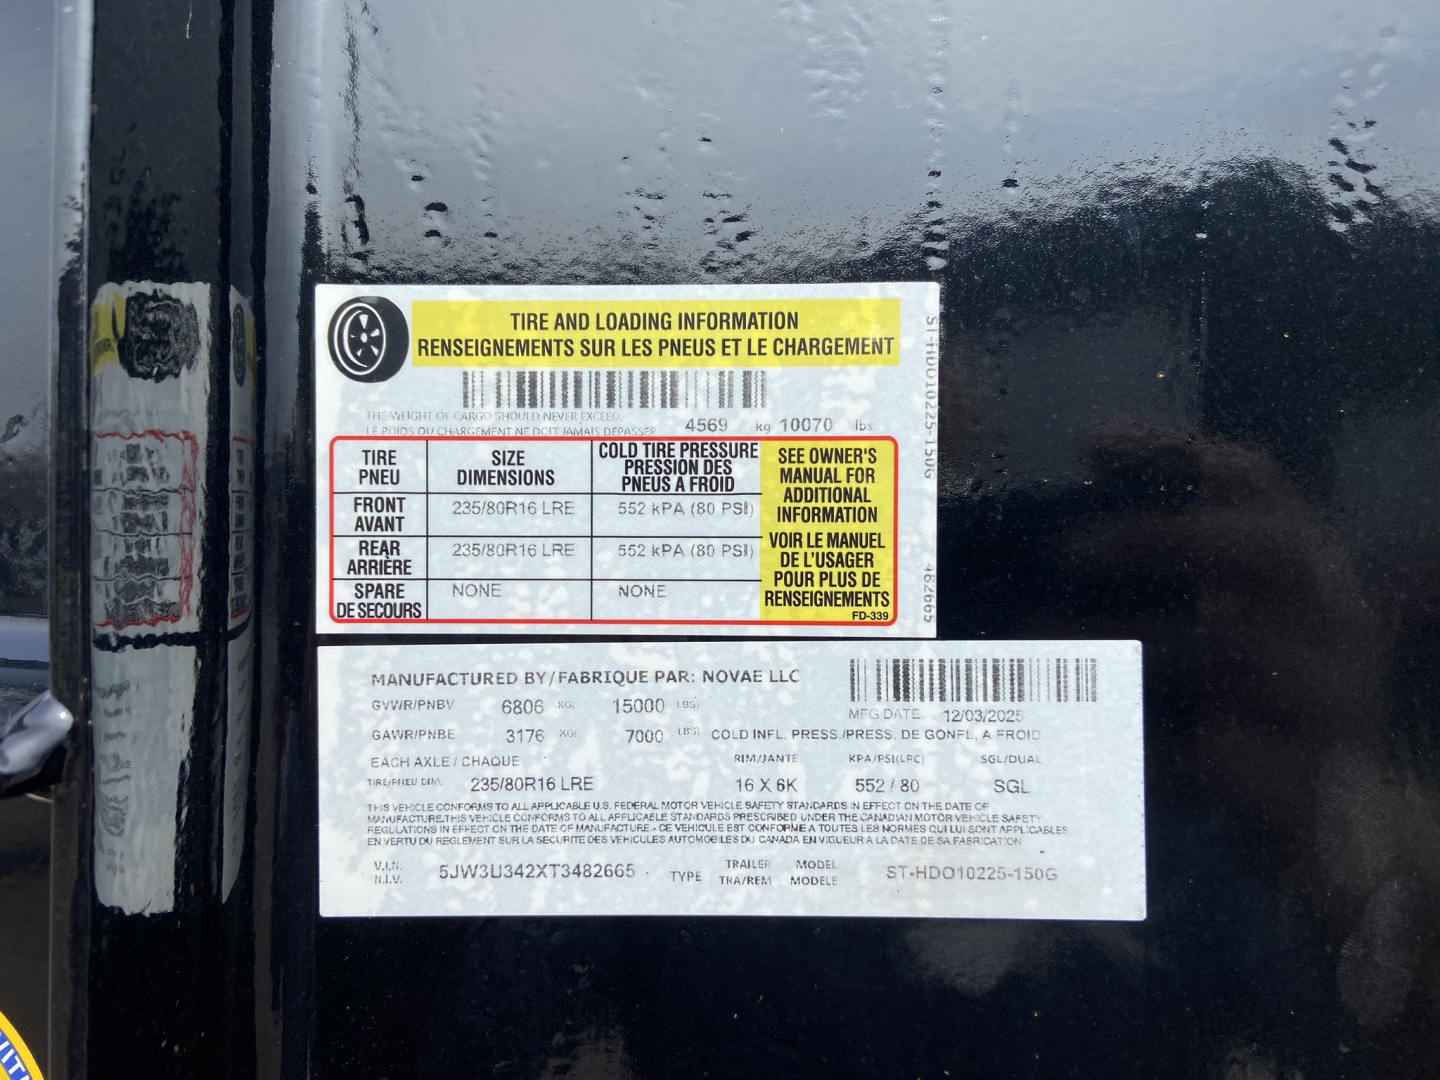 TIRE AND LOADING INFORMATION
RENSEIGNEMENTS SUR LES PNEUS ET LE CHARGEMENT
THE WEIGHT OF CARGO SHOULD NEVER EXCEED.
LE POIDS DU CHARGEMENT NE DOIT JAMAIS DEPASSER 4569 kg 10070 lbs
TIRE SIZE COLD TIRE PRESSURE
PNEU DIMENSIONS PRESSION DES PNEUS A FROID
FRONT AVANT 235/80R16 LRE 552 kPA (80 PSI)
REAR ARRIÈRE 235/80R16 LRE 552 kPA (80 PSI)
SPARE DE SECOURS NONE NONE
SEE OWNER'S
MANUAL FOR
ADDITIONAL
INFORMATION
VOIR LE MANUEL
DE L'USAGER
POUR PLUS DE
RENSEIGNEMENTS
FD-339
ST-HDO10225-150G
482665
MANUFACTURED BY/FABRIQUE PAR: NOVAE LLC
GVWR/PNBV 6806 KG( 15000 LBS)
MFG DATE 12/03/2025
GAWR/PNBE 3176 KG( 7000 LBS) COLD INFL. PRESS./PRESS. DE GONFL. A FROID
EACH AXLE / CHAQUE RIM/JANTE KPA/PSI(LPC) SGL/DUAL
TIRE/PNEU DIM. 235/80R16 LRE 16 X 6K 552 / 80 SGL
THIS VEHICLE CONFORMS TO ALL APPLICABLE U.S. FEDERAL MOTOR VEHICLE SAFETY STANDARDS IN EFFECT ON THE DATE OF
MANUFACTURE.THIS VEHICLE CONFORMS TO ALL APPLICABLE STANDARDS PRESCRIBED UNDER THE CANADIAN MOTOR VEHICLE SAFETY
REGULATIONS IN EFFECT ON THE DATE OF MANUFACTURE.- CE VEHICULE EST CONFORME A TOUTES LES NORMES QUI LUI SONT APPLICABLES
EN VERTU DU REGLEMENT SUR LA SECURITE DES VEHICULES AUTOMOBILES DU CANADA EN VIGUEUR A LA DATE DE SA FABRICATION
V.I.N. N.I.V. 5JW3U342XT3482665 TYPE TRAILER TRA/REM MODEL MODELE ST-HDO10225-150G